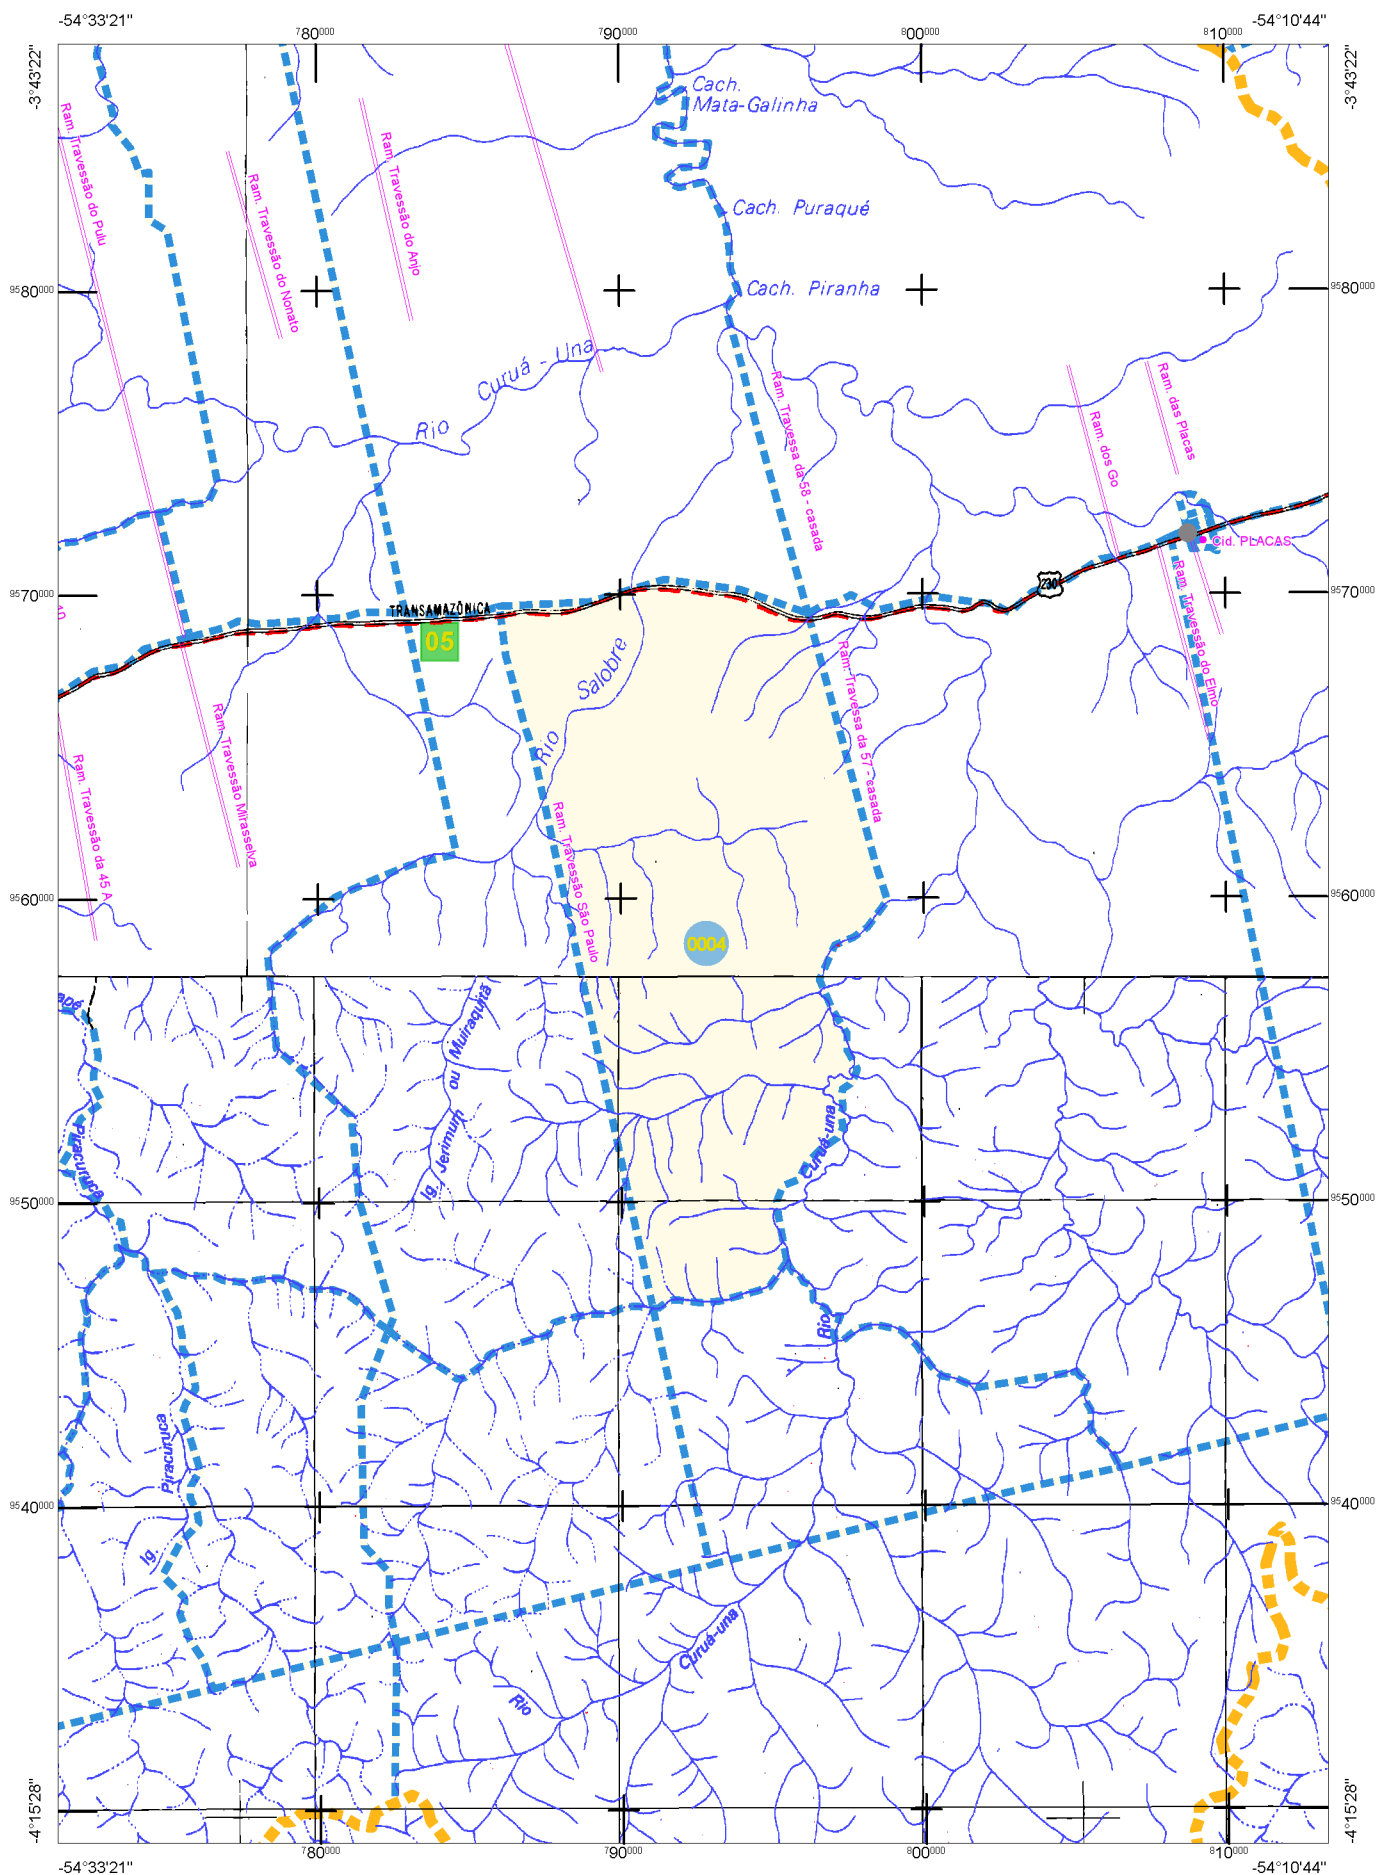 -54°33'21"
-54°10'44"
780000
790000
800000
810000
-3°43'22"
-3°43'22"
Cach.
Mata-Galinha
Ram. Travessão do Pulu
Ram. Travessão do Nonato
Ram. Travessão do Anjo
Cach. Puraqué
Cach. Piranha
9580000
9580000
Rio Curuá - Una
Ram. Travessa da 58 - casada
Ram. dos Go
Ram. das Placas
Cid. PLACAS
230
9570000
9570000
TRANSAMAZÔNICA
05
Rio Salobre
Ram. Travessão do Elmo
Ram. Travessa da 57 - casada
Ram. Travessão Mirasselva
Ram. Travessão da 45 A
Ram. Travessão São Paulo
9560000
9560000
0004
apé
Ig. Jerimum ou Muiraquitã
Piracuruca
Rio Curuá-una
9550000
9550000
Ig. Piracuruca
9540000
9540000
Rio Curuá-una
-4°15'28"
-4°15'28"
780000
790000
800000
810000
-54°33'21"
-54°10'44"